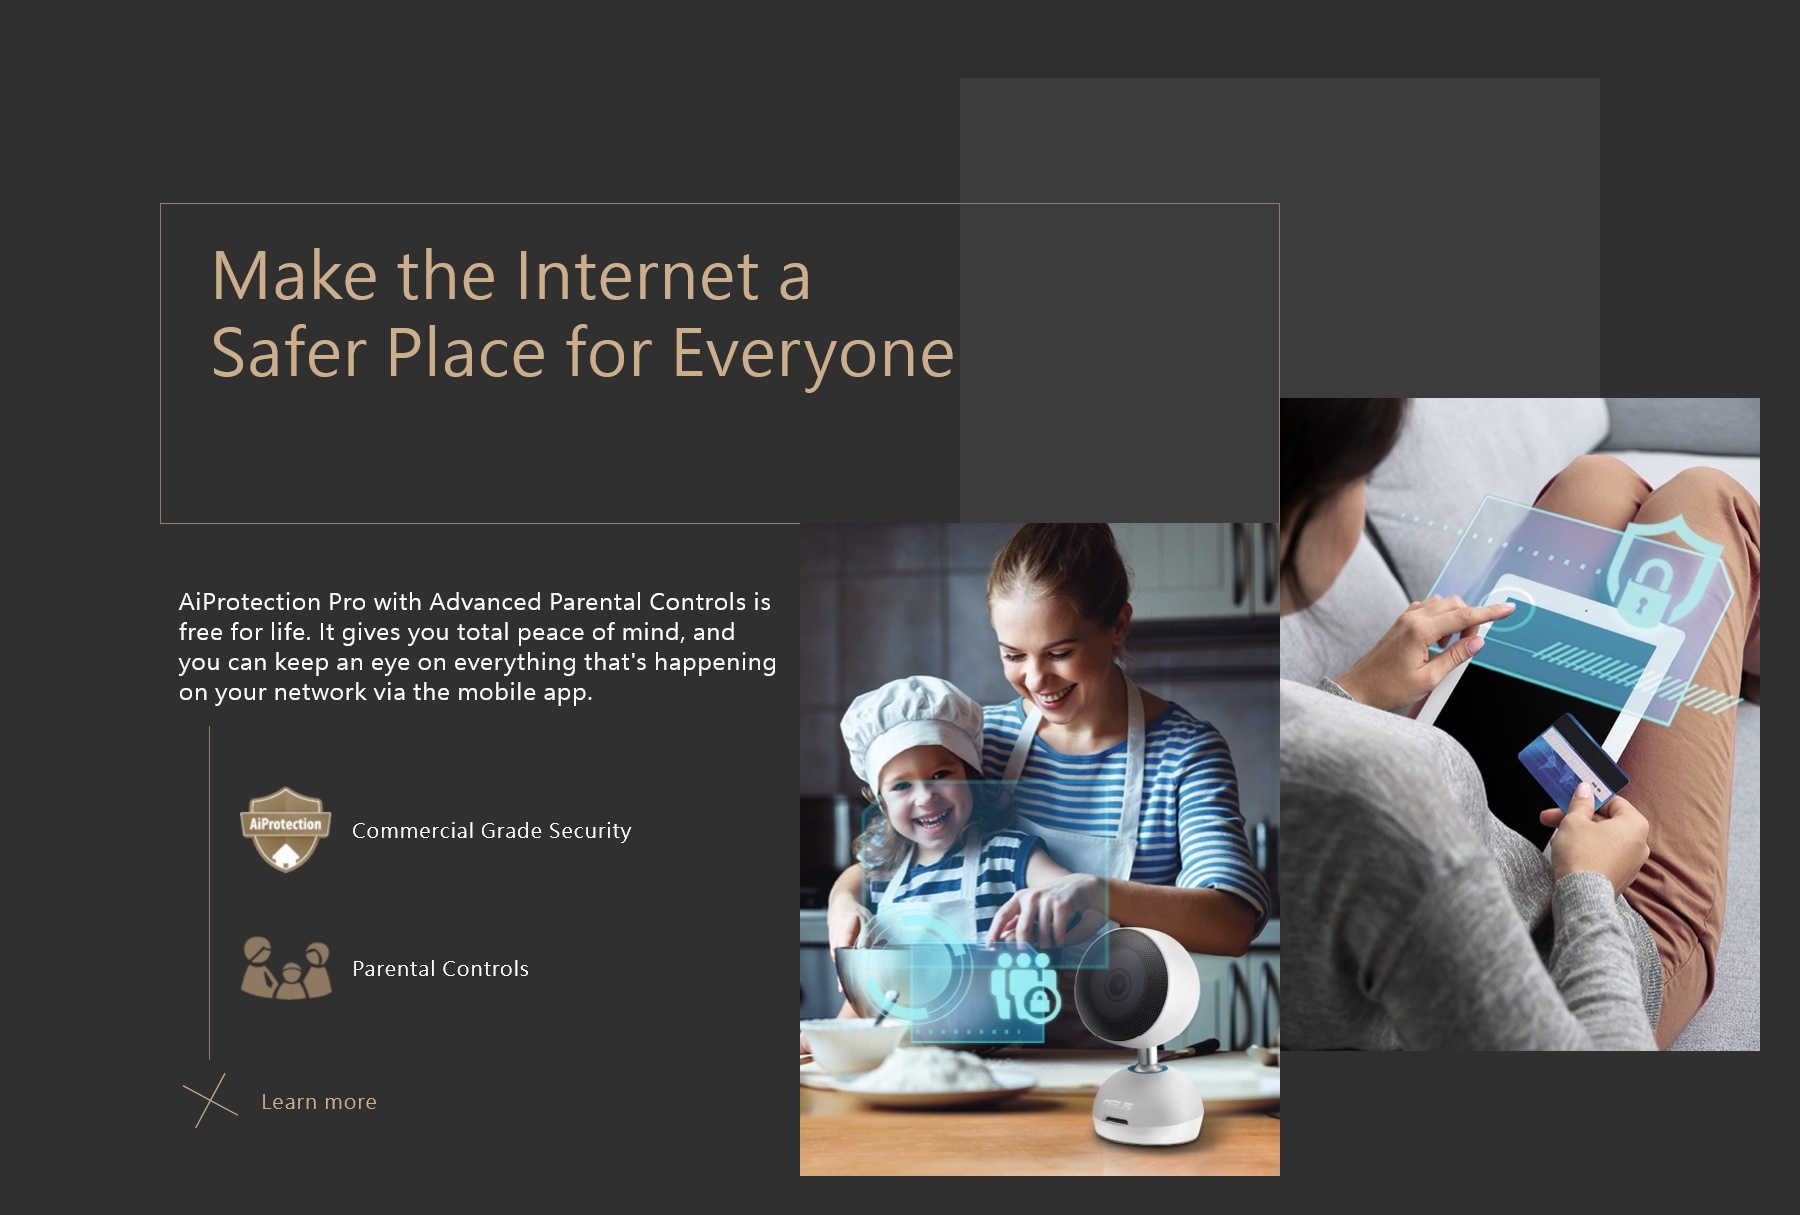 Make the Internet a
Safer Place for Everyone
AiProtection Pro with Advanced Parental Controls is
free for life. It gives you total peace of mind, and
you can keep an eye on everything that's happening
on your network via the mobile app.
AiProtection
Commercial Grade Security
Parental Controls
Learn more
ASUS